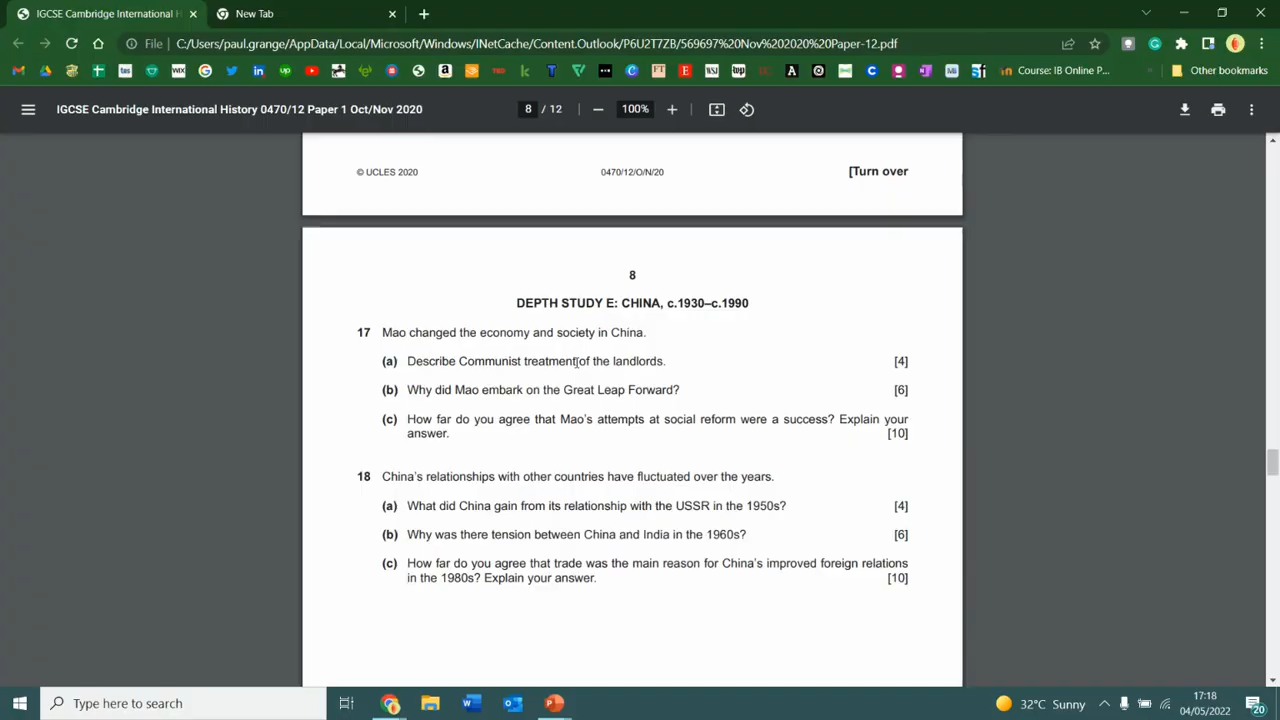 IGCSE Cambridge International H
New Tab
File
C:/Users/paul.grange/AppData/Local/Microsoft/Windows/INetCache/Content.Outlook/P6U2T7ZB/569697%20Nov%202020%20Paper-12.pdf
Course: IB Online P...
Other bookmarks
IGCSE Cambridge International History 0470/12 Paper 1 Oct/Nov 2020
8 / 12
100%
© UCLES 2020
0470/12/O/N/20
[Turn over
8
DEPTH STUDY E: CHINA, c.1930–c.1990
17 Mao changed the economy and society in China.
(a) Describe Communist treatment of the landlords. [4]
(b) Why did Mao embark on the Great Leap Forward? [6]
(c) How far do you agree that Mao's attempts at social reform were a success? Explain your
answer. [10]
18 China's relationships with other countries have fluctuated over the years.
(a) What did China gain from its relationship with the USSR in the 1950s? [4]
(b) Why was there tension between China and India in the 1960s? [6]
(c) How far do you agree that trade was the main reason for China's improved foreign relations
in the 1980s? Explain your answer. [10]
Type here to search
32°C Sunny
17:18
04/05/2022
20